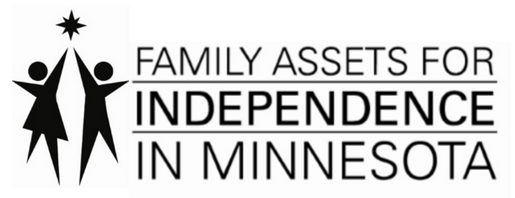 FAMILY ASSETS FOR
INDEPENDENCE
IN MINNESOTA